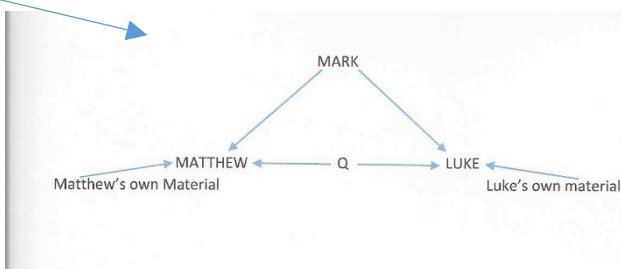 MARK
MATTHEW Q LUKE
Matthew's own Material Luke's own material